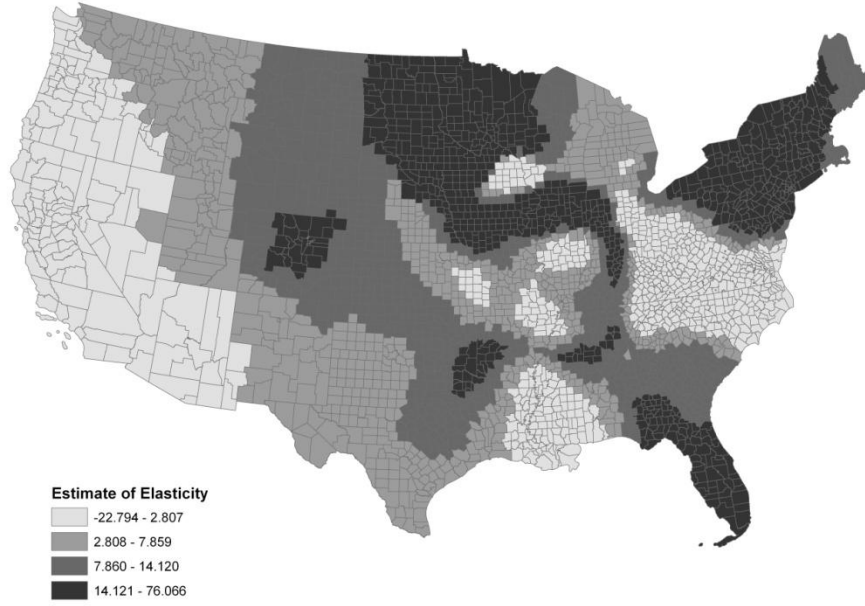 Estimate of Elasticity
-22.794 - 2.807
2.808 - 7.859
7.860 - 14.120
14.121 - 76.066